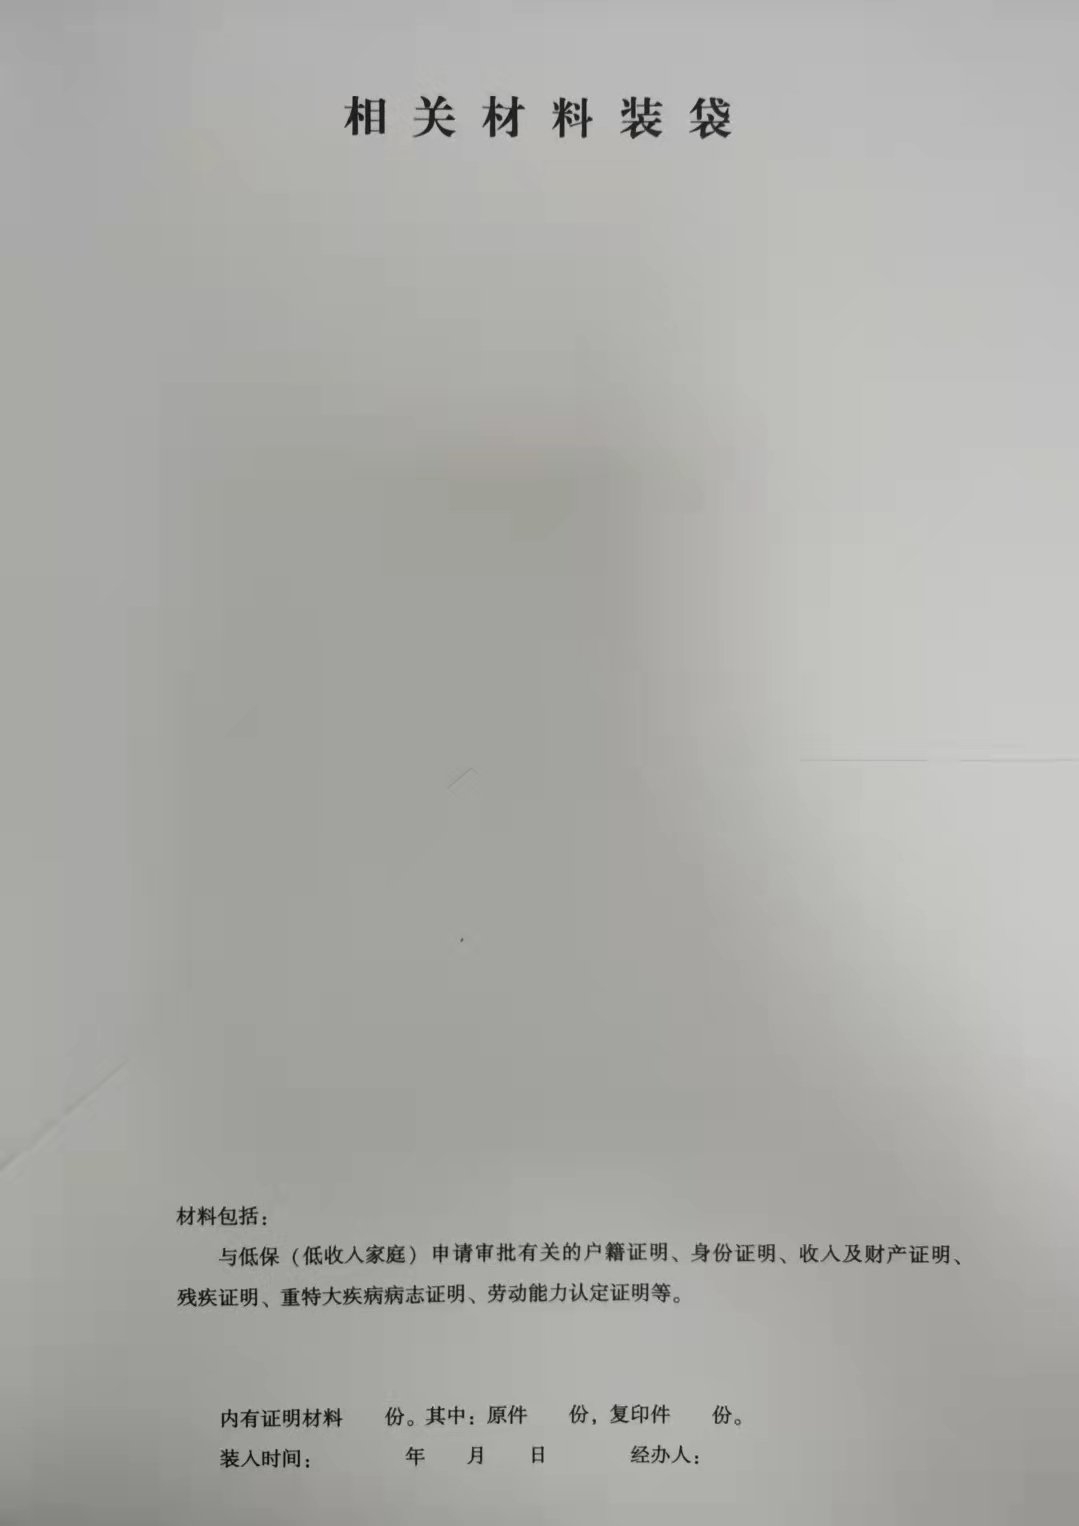 相关材料装袋
材料包括：
与低保（低收入家庭）申请审批有关的户籍证明、身份证明、收入及财产证明、
残疾证明、重特大疾病病志证明、劳动能力认定证明等。
内有证明材料 份。其中：原件 份，复印件 份。
装入时间： 年 月 日 经办人：